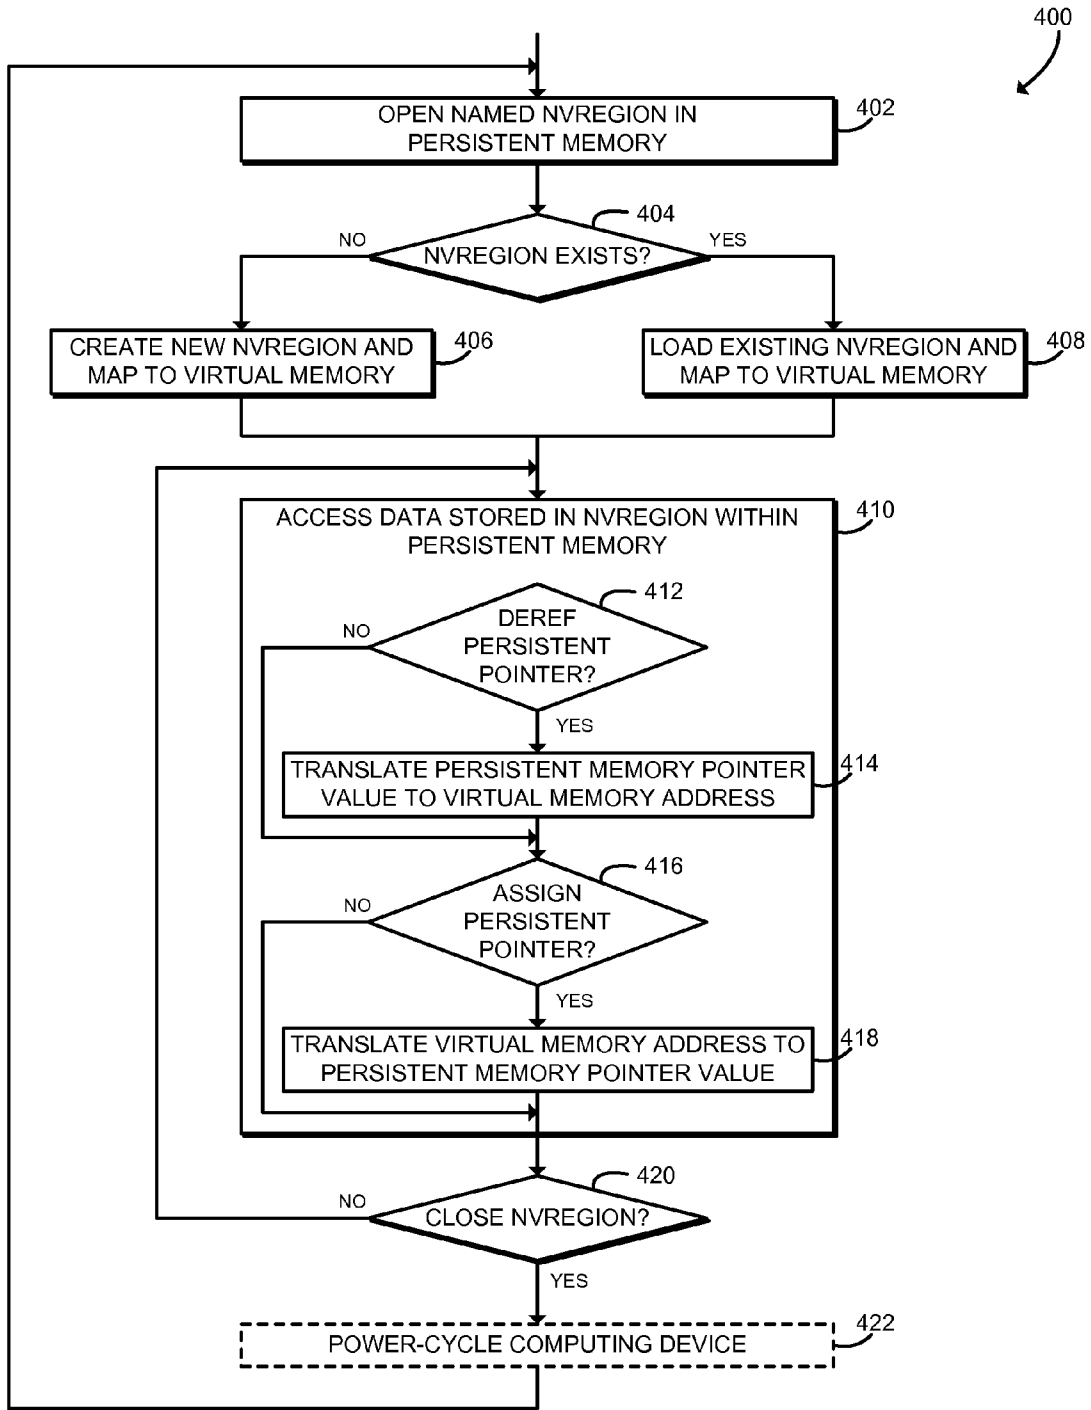 400
OPEN NAMED NVREGION IN
PERSISTENT MEMORY
402
404
NO
YES
NVREGION EXISTS?
CREATE NEW NVREGION AND
MAP TO VIRTUAL MEMORY
406
LOAD EXISTING NVREGION AND
MAP TO VIRTUAL MEMORY
408
ACCESS DATA STORED IN NVREGION WITHIN
PERSISTENT MEMORY
410
412
NO
DEREF
PERSISTENT
POINTER?
YES
TRANSLATE PERSISTENT MEMORY POINTER
VALUE TO VIRTUAL MEMORY ADDRESS
414
416
NO
ASSIGN
PERSISTENT
POINTER?
YES
TRANSLATE VIRTUAL MEMORY ADDRESS TO
PERSISTENT MEMORY POINTER VALUE
418
420
NO
CLOSE NVREGION?
YES
POWER-CYCLE COMPUTING DEVICE
422